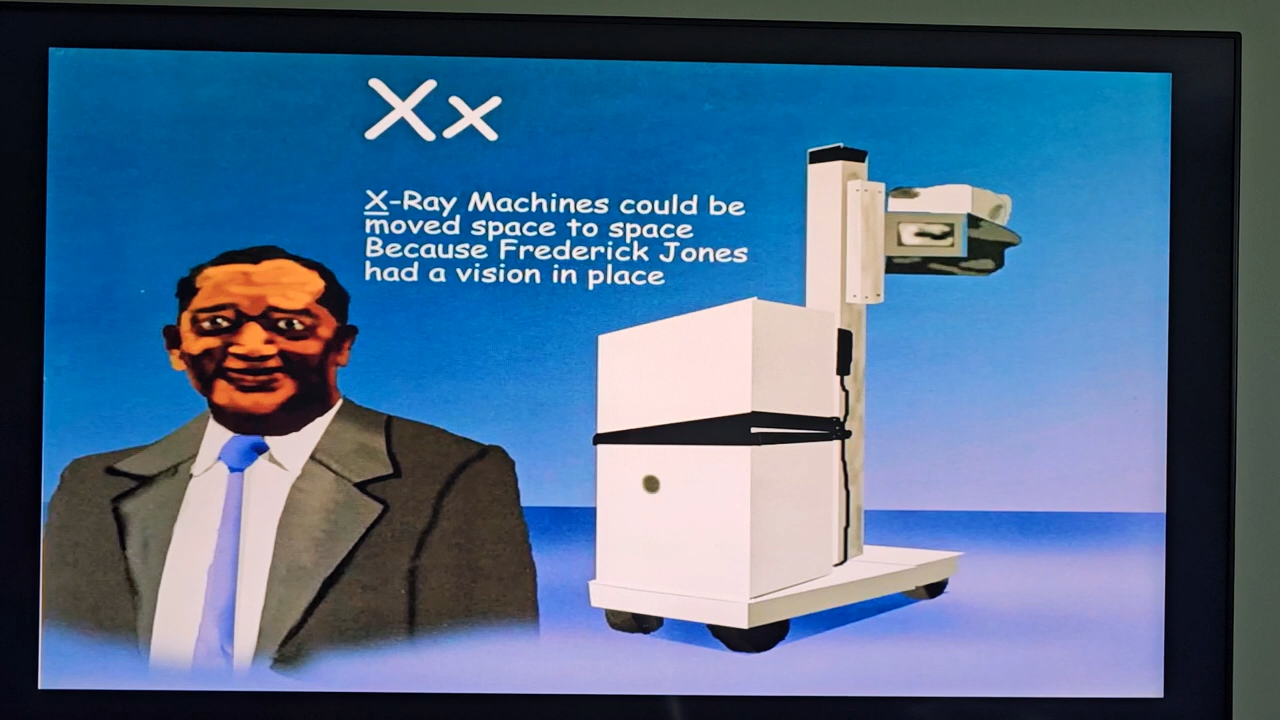 Xx
X-Ray Machines could be
moved space to space
Because Frederick Jones
had a vision in place